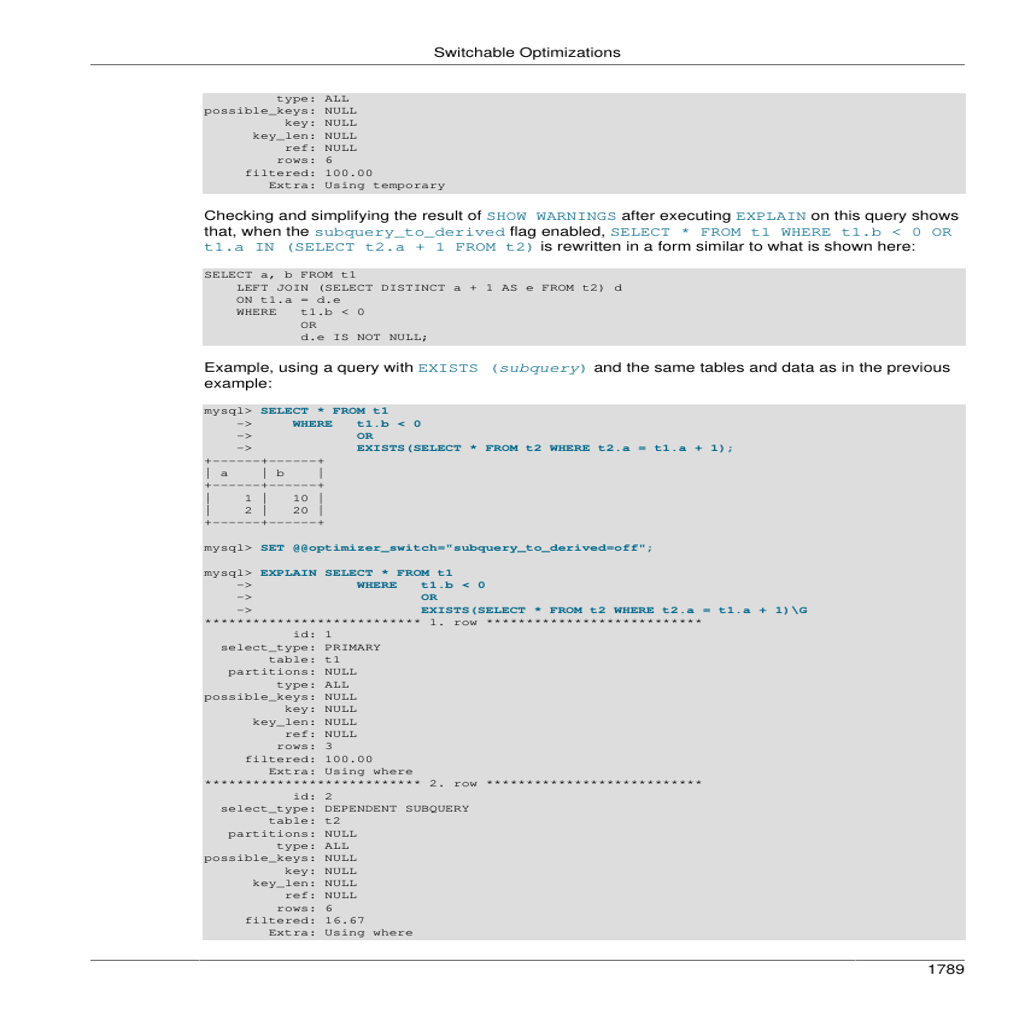 Switchable Optimizations
         type: ALL
possible_keys: NULL
          key: NULL
      key_len: NULL
          ref: NULL
         rows: 6
     filtered: 100.00
        Extra: Using temporary
Checking and simplifying the result of SHOW WARNINGS after executing EXPLAIN on this query shows
that, when the subquery_to_derived flag enabled, SELECT * FROM t1 WHERE t1.b < 0 OR
t1.a IN (SELECT t2.a + 1 FROM t2) is rewritten in a form similar to what is shown here:
SELECT a, b FROM t1
    LEFT JOIN (SELECT DISTINCT a + 1 AS e FROM t2) d
    ON t1.a = d.e
    WHERE   t1.b < 0
            OR
            d.e IS NOT NULL;
Example, using a query with EXISTS (subquery) and the same tables and data as in the previous
example:
mysql> SELECT * FROM t1
    ->     WHERE   t1.b < 0
    ->             OR
    ->             EXISTS(SELECT * FROM t2 WHERE t2.a = t1.a + 1);
+------+------+
| a    | b    |
+------+------+
|    1 |   10 |
|    2 |   20 |
+------+------+
mysql> SET @@optimizer_switch="subquery_to_derived=off";
mysql> EXPLAIN SELECT * FROM t1
    ->             WHERE   t1.b < 0
    ->                     OR
    ->                     EXISTS(SELECT * FROM t2 WHERE t2.a = t1.a + 1)\G
*************************** 1. row ***************************
           id: 1
  select_type: PRIMARY
        table: t1
   partitions: NULL
         type: ALL
possible_keys: NULL
          key: NULL
      key_len: NULL
          ref: NULL
         rows: 3
     filtered: 100.00
        Extra: Using where
*************************** 2. row ***************************
           id: 2
  select_type: DEPENDENT SUBQUERY
        table: t2
   partitions: NULL
         type: ALL
possible_keys: NULL
          key: NULL
      key_len: NULL
          ref: NULL
         rows: 6
     filtered: 16.67
        Extra: Using where
1789